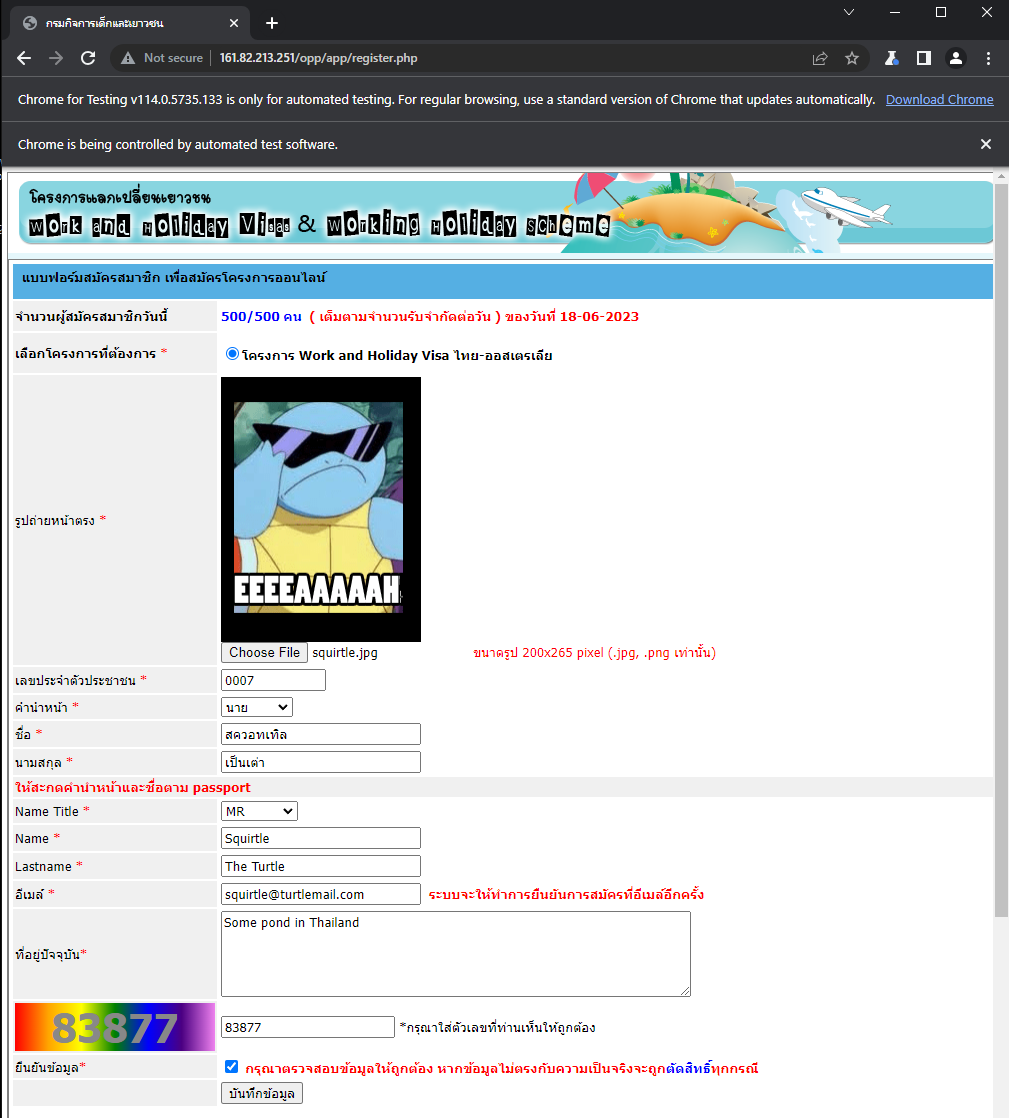 กรมกิจการเด็กและเยาวชน
Not secure 161.82.213.251/opp/app/register.php
Chrome for Testing v114.0.5735.133 is only for automated testing. For regular browsing, use a standard version of Chrome that updates automatically. Download Chrome
Chrome is being controlled by automated test software.
โครงการแลกเปลี่ยนเยาวชน
Work and Holiday Visas & Working Holiday Scheme
แบบฟอร์มสมัครสมาชิก เพื่อสมัครโครงการออนไลน์
จำนวนผู้สมัครสมาชิกวันนี้ 500/500 คน ( เต็มตามจำนวนรับจำกัดต่อวัน ) ของวันที่ 18-06-2023
เลือกโครงการที่ต้องการ * โครงการ Work and Holiday Visa ไทย-ออสเตรเลีย
EEEEAAAAAH
รูปถ่ายหน้าตรง *
Choose File squirtle.jpg ขนาดรูป 200x265 pixel (.jpg, .png เท่านั้น)
เลขประจำตัวประชาชน * 0007
คำนำหน้า * นาย
ชื่อ * สควอทเทิล
นามสกุล * เป็นเต่า
ให้สะกดคำนำหน้าและชื่อตาม passport
Name Title * MR
Name * Squirtle
Lastname * The Turtle
อีเมล์ * squirtle@turtlemail.com ระบบจะให้ทำการยืนยันการสมัครที่อีเมล์อีกครั้ง
ที่อยู่ปัจจุบัน* Some pond in Thailand
83877 83877 *กรุณาใส่ตัวเลขที่ท่านเห็นให้ถูกต้อง
ยืนยันข้อมูล* กรุณาตรวจสอบข้อมูลให้ถูกต้อง หากข้อมูลไม่ตรงกับความเป็นจริงจะถูกตัดสิทธิ์ทุกกรณี
บันทึกข้อมูล